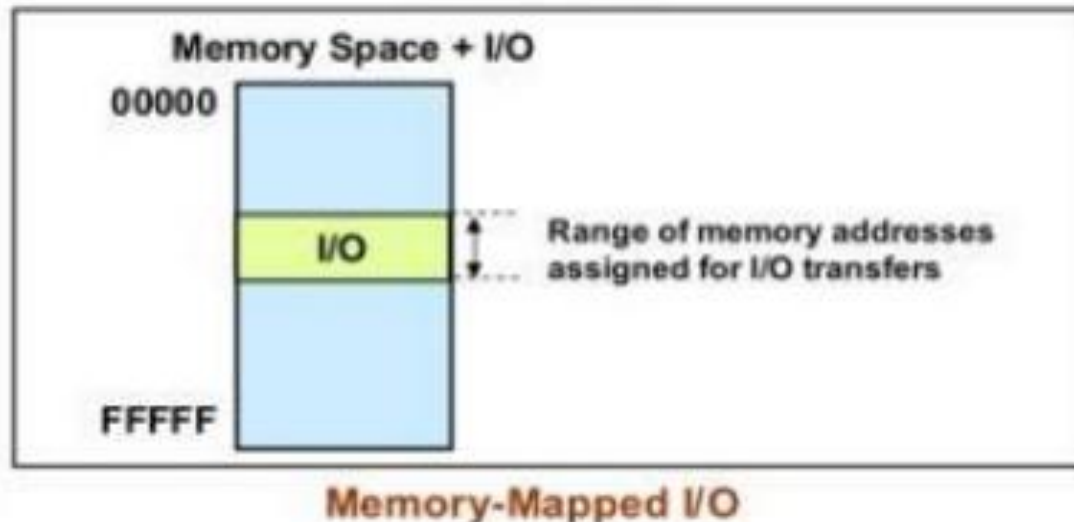 Memory Space + I/O
00000
I/O
Range of memory addresses
assigned for I/O transfers
FFFFF
Memory-Mapped I/O